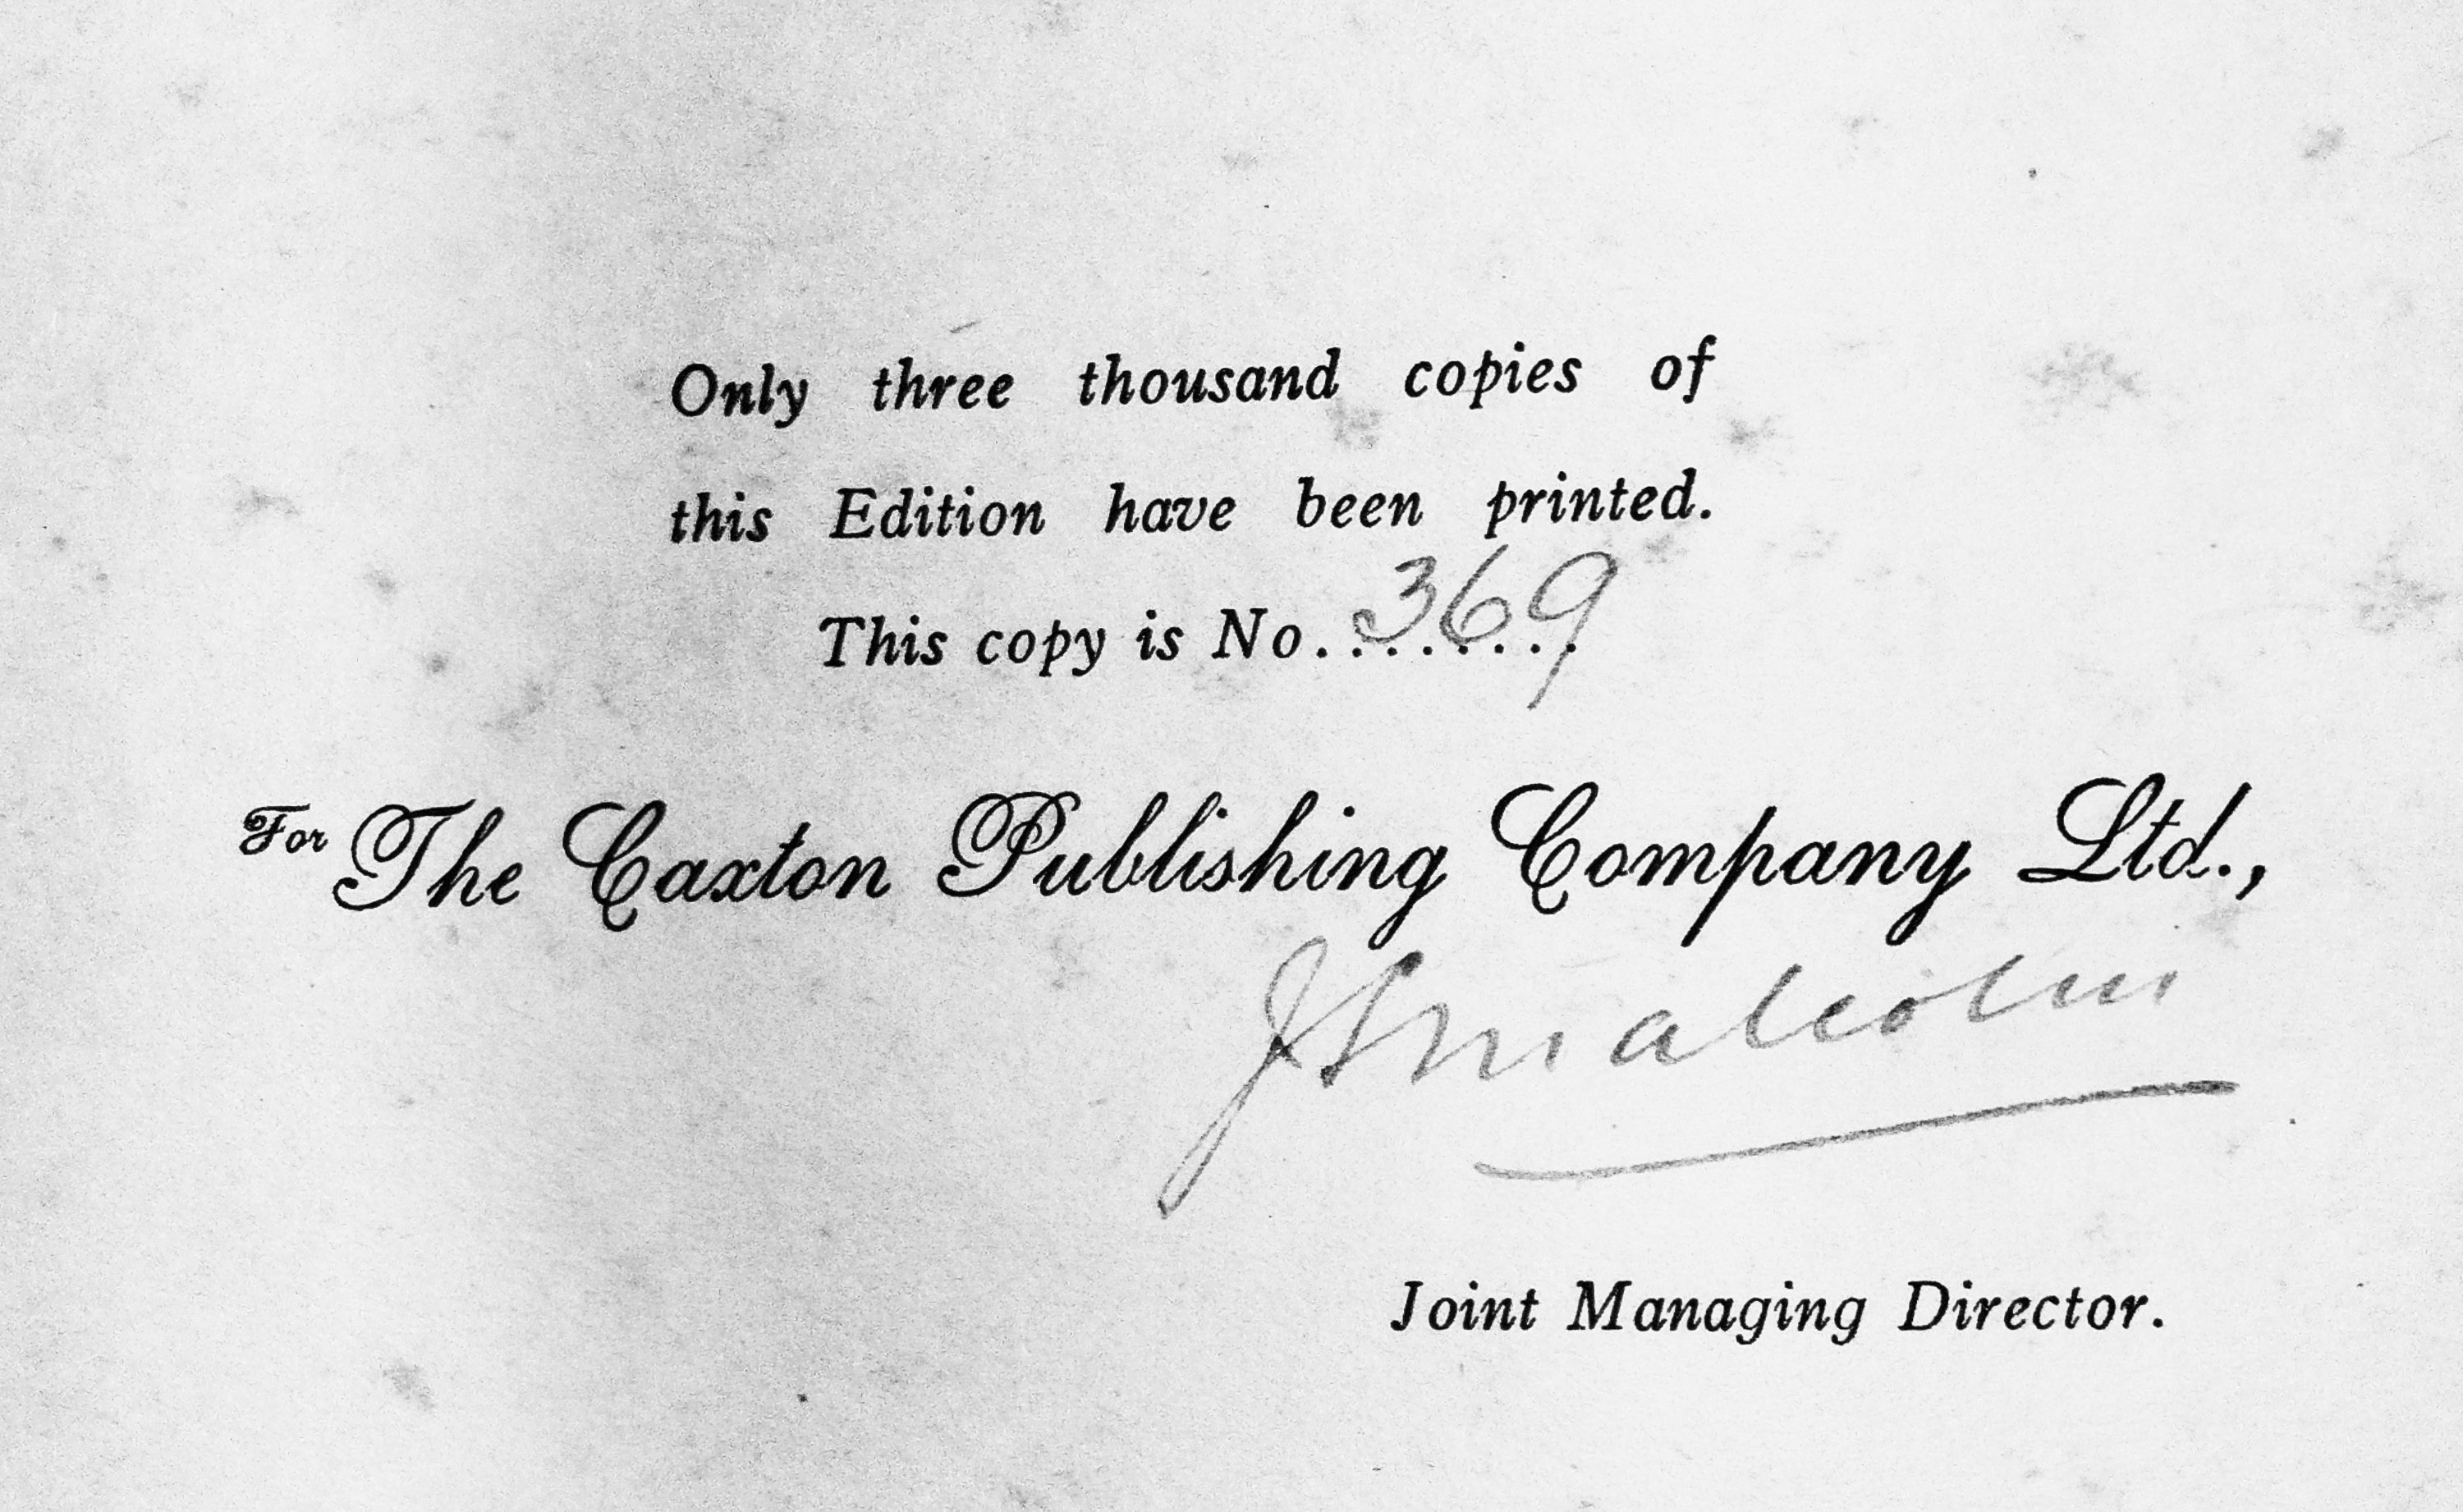 Only three thousand copies of
this Edition have been printed.
This copy is No........369
For The Caxton Publishing Company Ltd.,
J S Malcolm
Joint Managing Director.